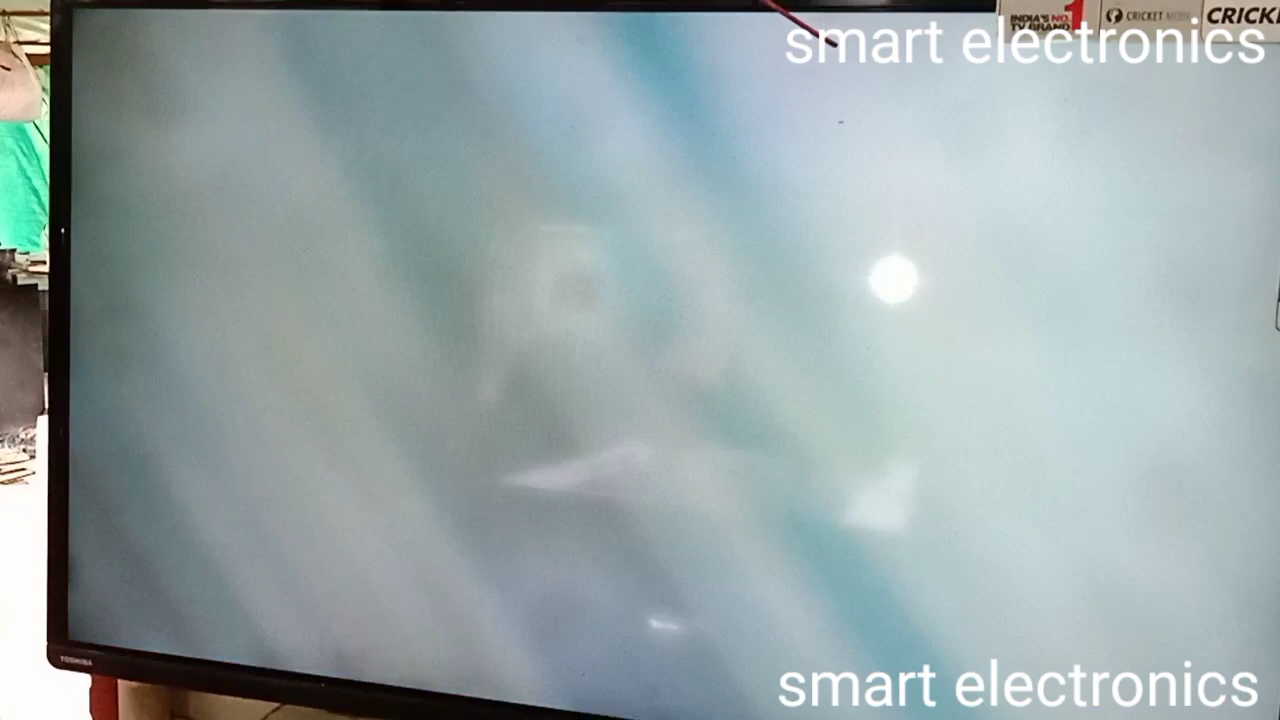 INDIA'S NO.1
TV BRAND
CRICKET
CRICK
smart electronics
TOSHIBA
smart electronics